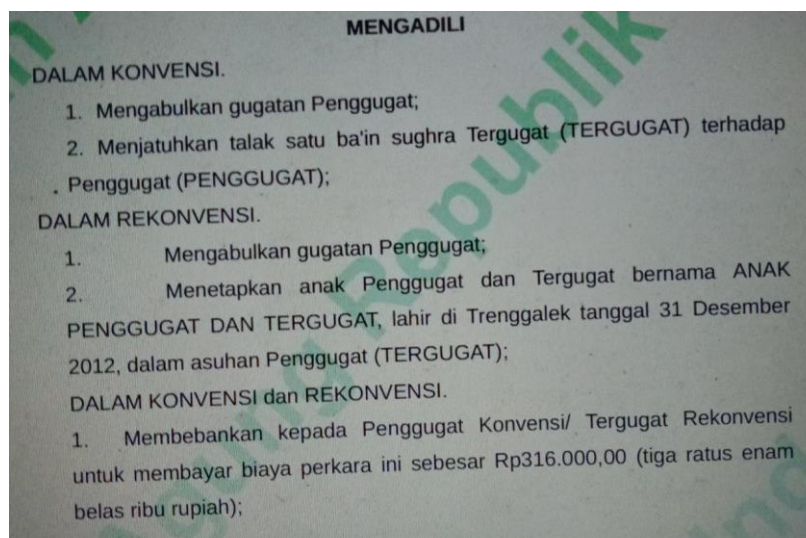 MENGADILI
DALAM KONVENSI.
1. Mengabulkan gugatan Penggugat;
2. Menjatuhkan talak satu ba'in sughra Tergugat (TERGUGAT) terhadap
. Penggugat (PENGGUGAT);
DALAM REKONVENSI.
1. Mengabulkan gugatan Penggugat;
2. Menetapkan anak Penggugat dan Tergugat bernama ANAK
PENGGUGAT DAN TERGUGAT, lahir di Trenggalek tanggal 31 Desember
2012, dalam asuhan Penggugat (TERGUGAT);
DALAM KONVENSI dan REKONVENSI.
1. Membebankan kepada Penggugat Konvensi/ Tergugat Rekonvensi
untuk membayar biaya perkara ini sebesar Rp316.000,00 (tiga ratus enam
belas ribu rupiah);
Agung Republik